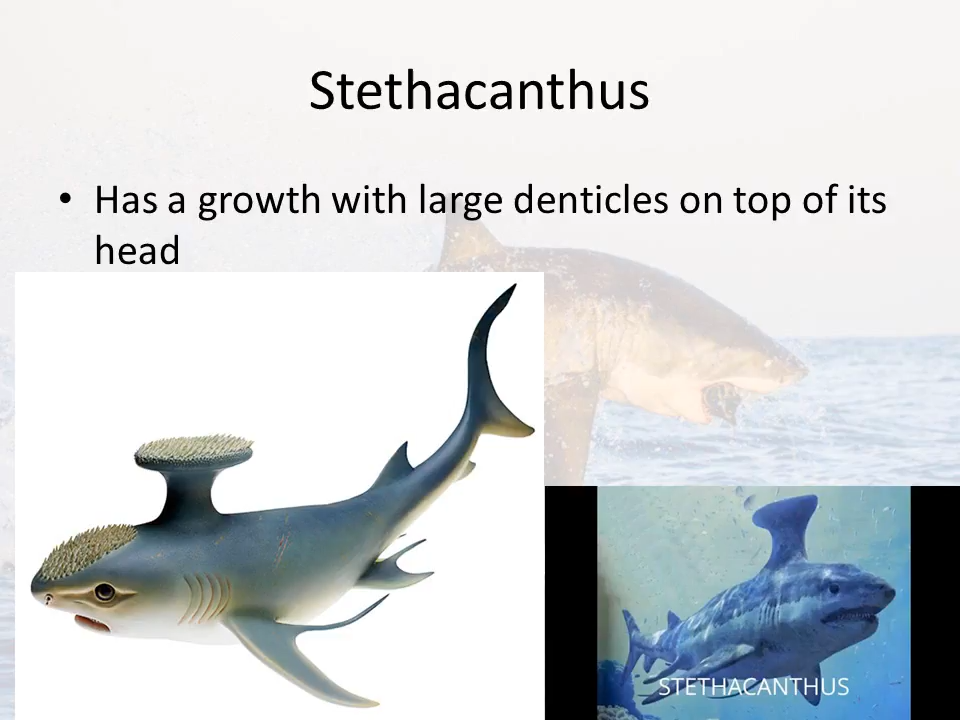 Stethacanthus
• Has a growth with large denticles on top of its
head
STETHACANTHUS